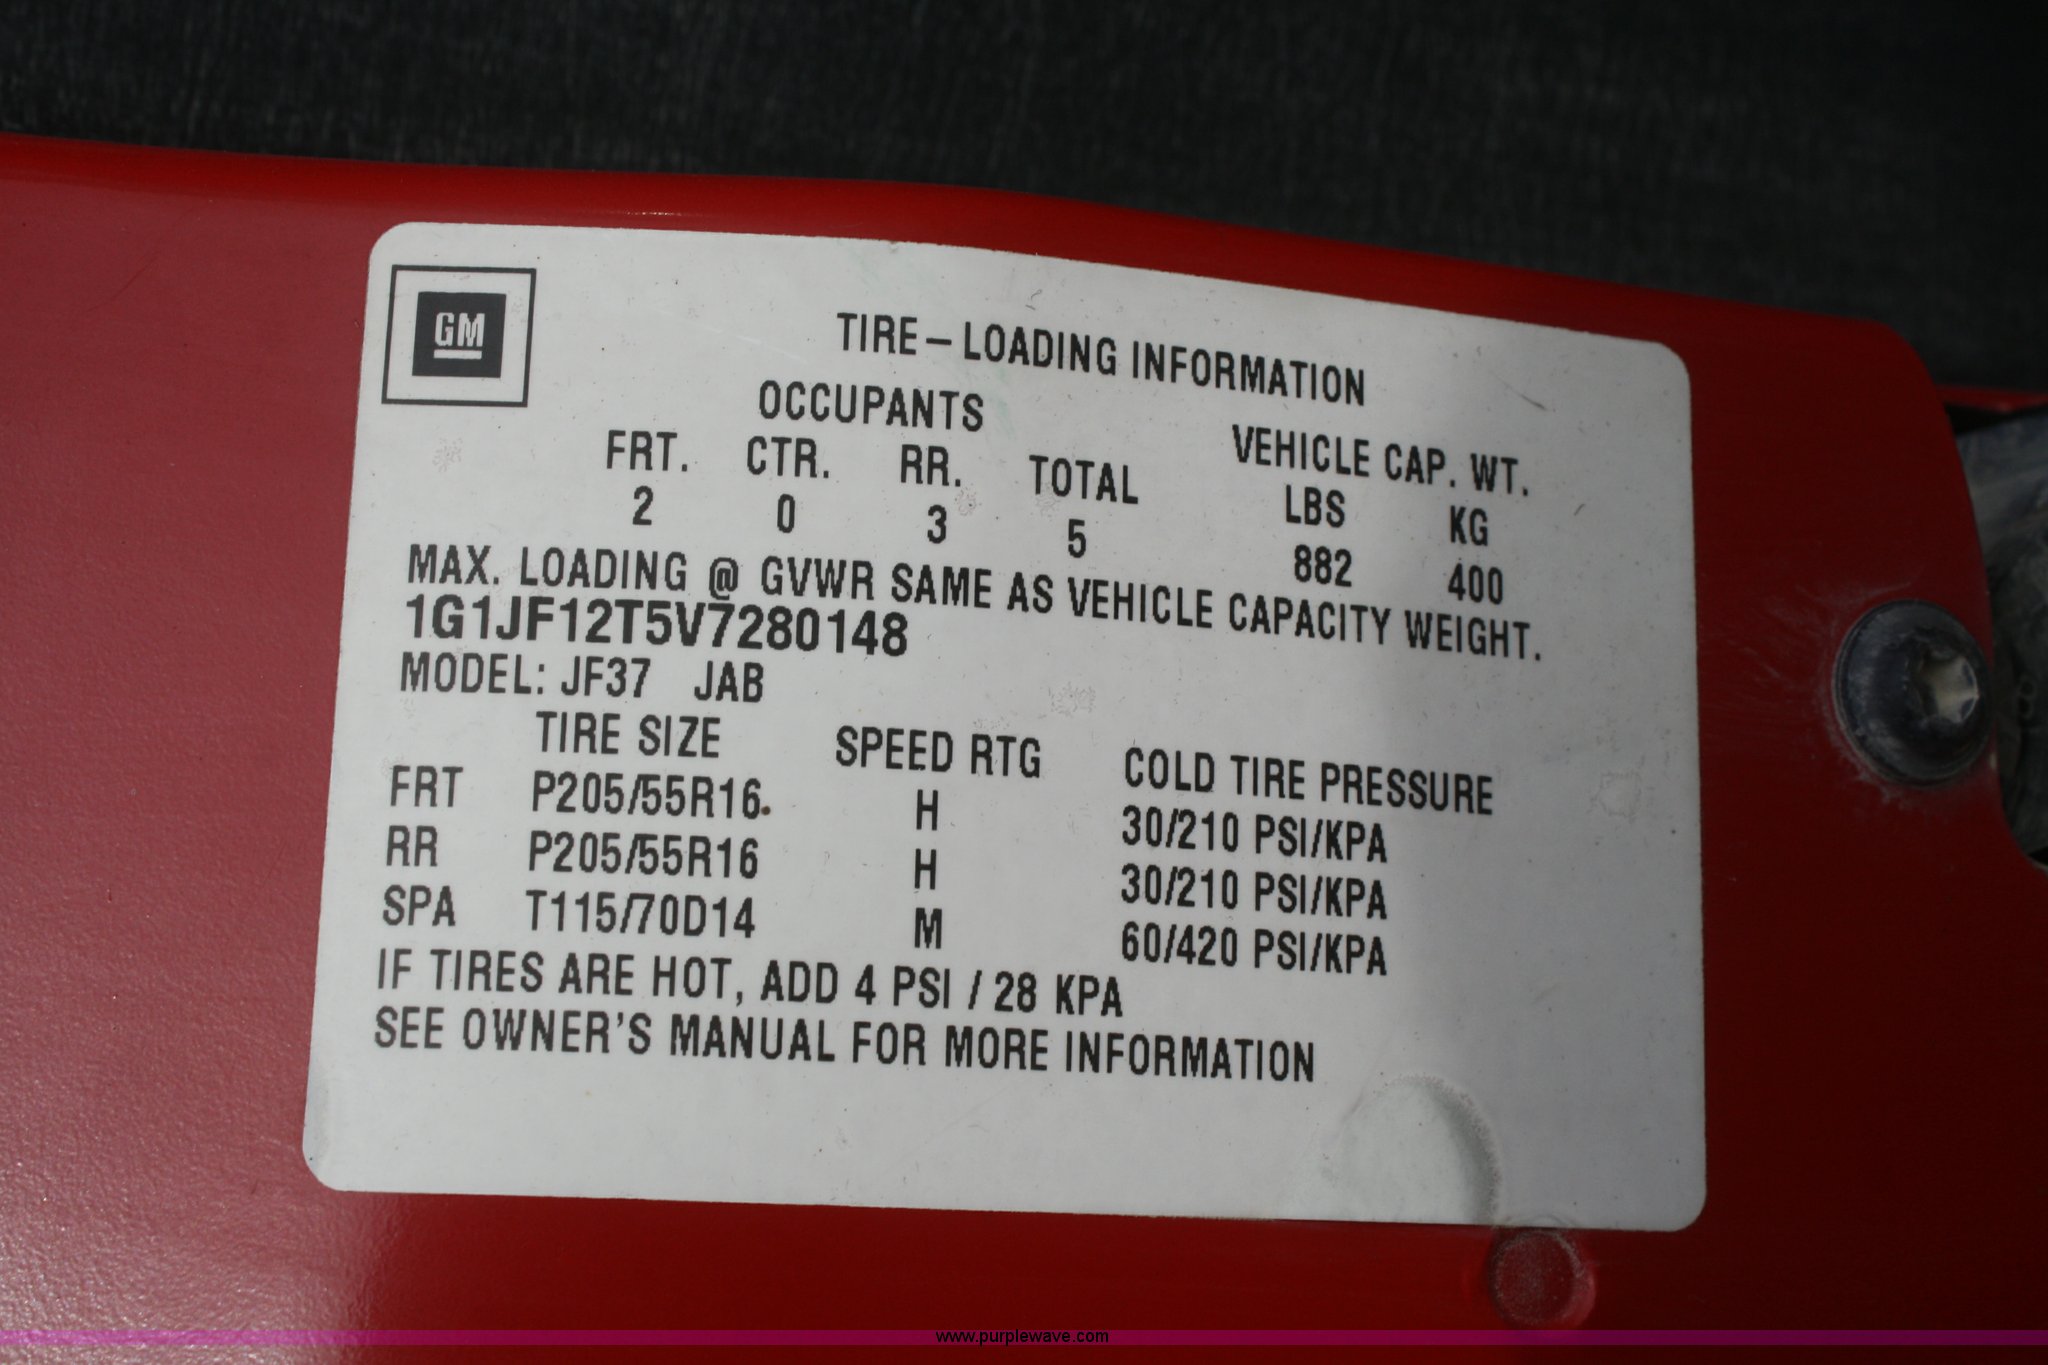 GM
TIRE – LOADING INFORMATION
OCCUPANTS VEHICLE CAP. WT.
FRT. CTR. RR. TOTAL LBS KG
2 0 3 5 882 400
MAX. LOADING @ GVWR SAME AS VEHICLE CAPACITY WEIGHT.
1G1JF12T5V7280148
MODEL: JF37 JAB
TIRE SIZE SPEED RTG COLD TIRE PRESSURE
FRT P205/55R16 H 30/210 PSI/KPA
RR P205/55R16 H 30/210 PSI/KPA
SPA T115/70D14 M 60/420 PSI/KPA
IF TIRES ARE HOT, ADD 4 PSI / 28 KPA
SEE OWNER'S MANUAL FOR MORE INFORMATION
www.purplewave.com